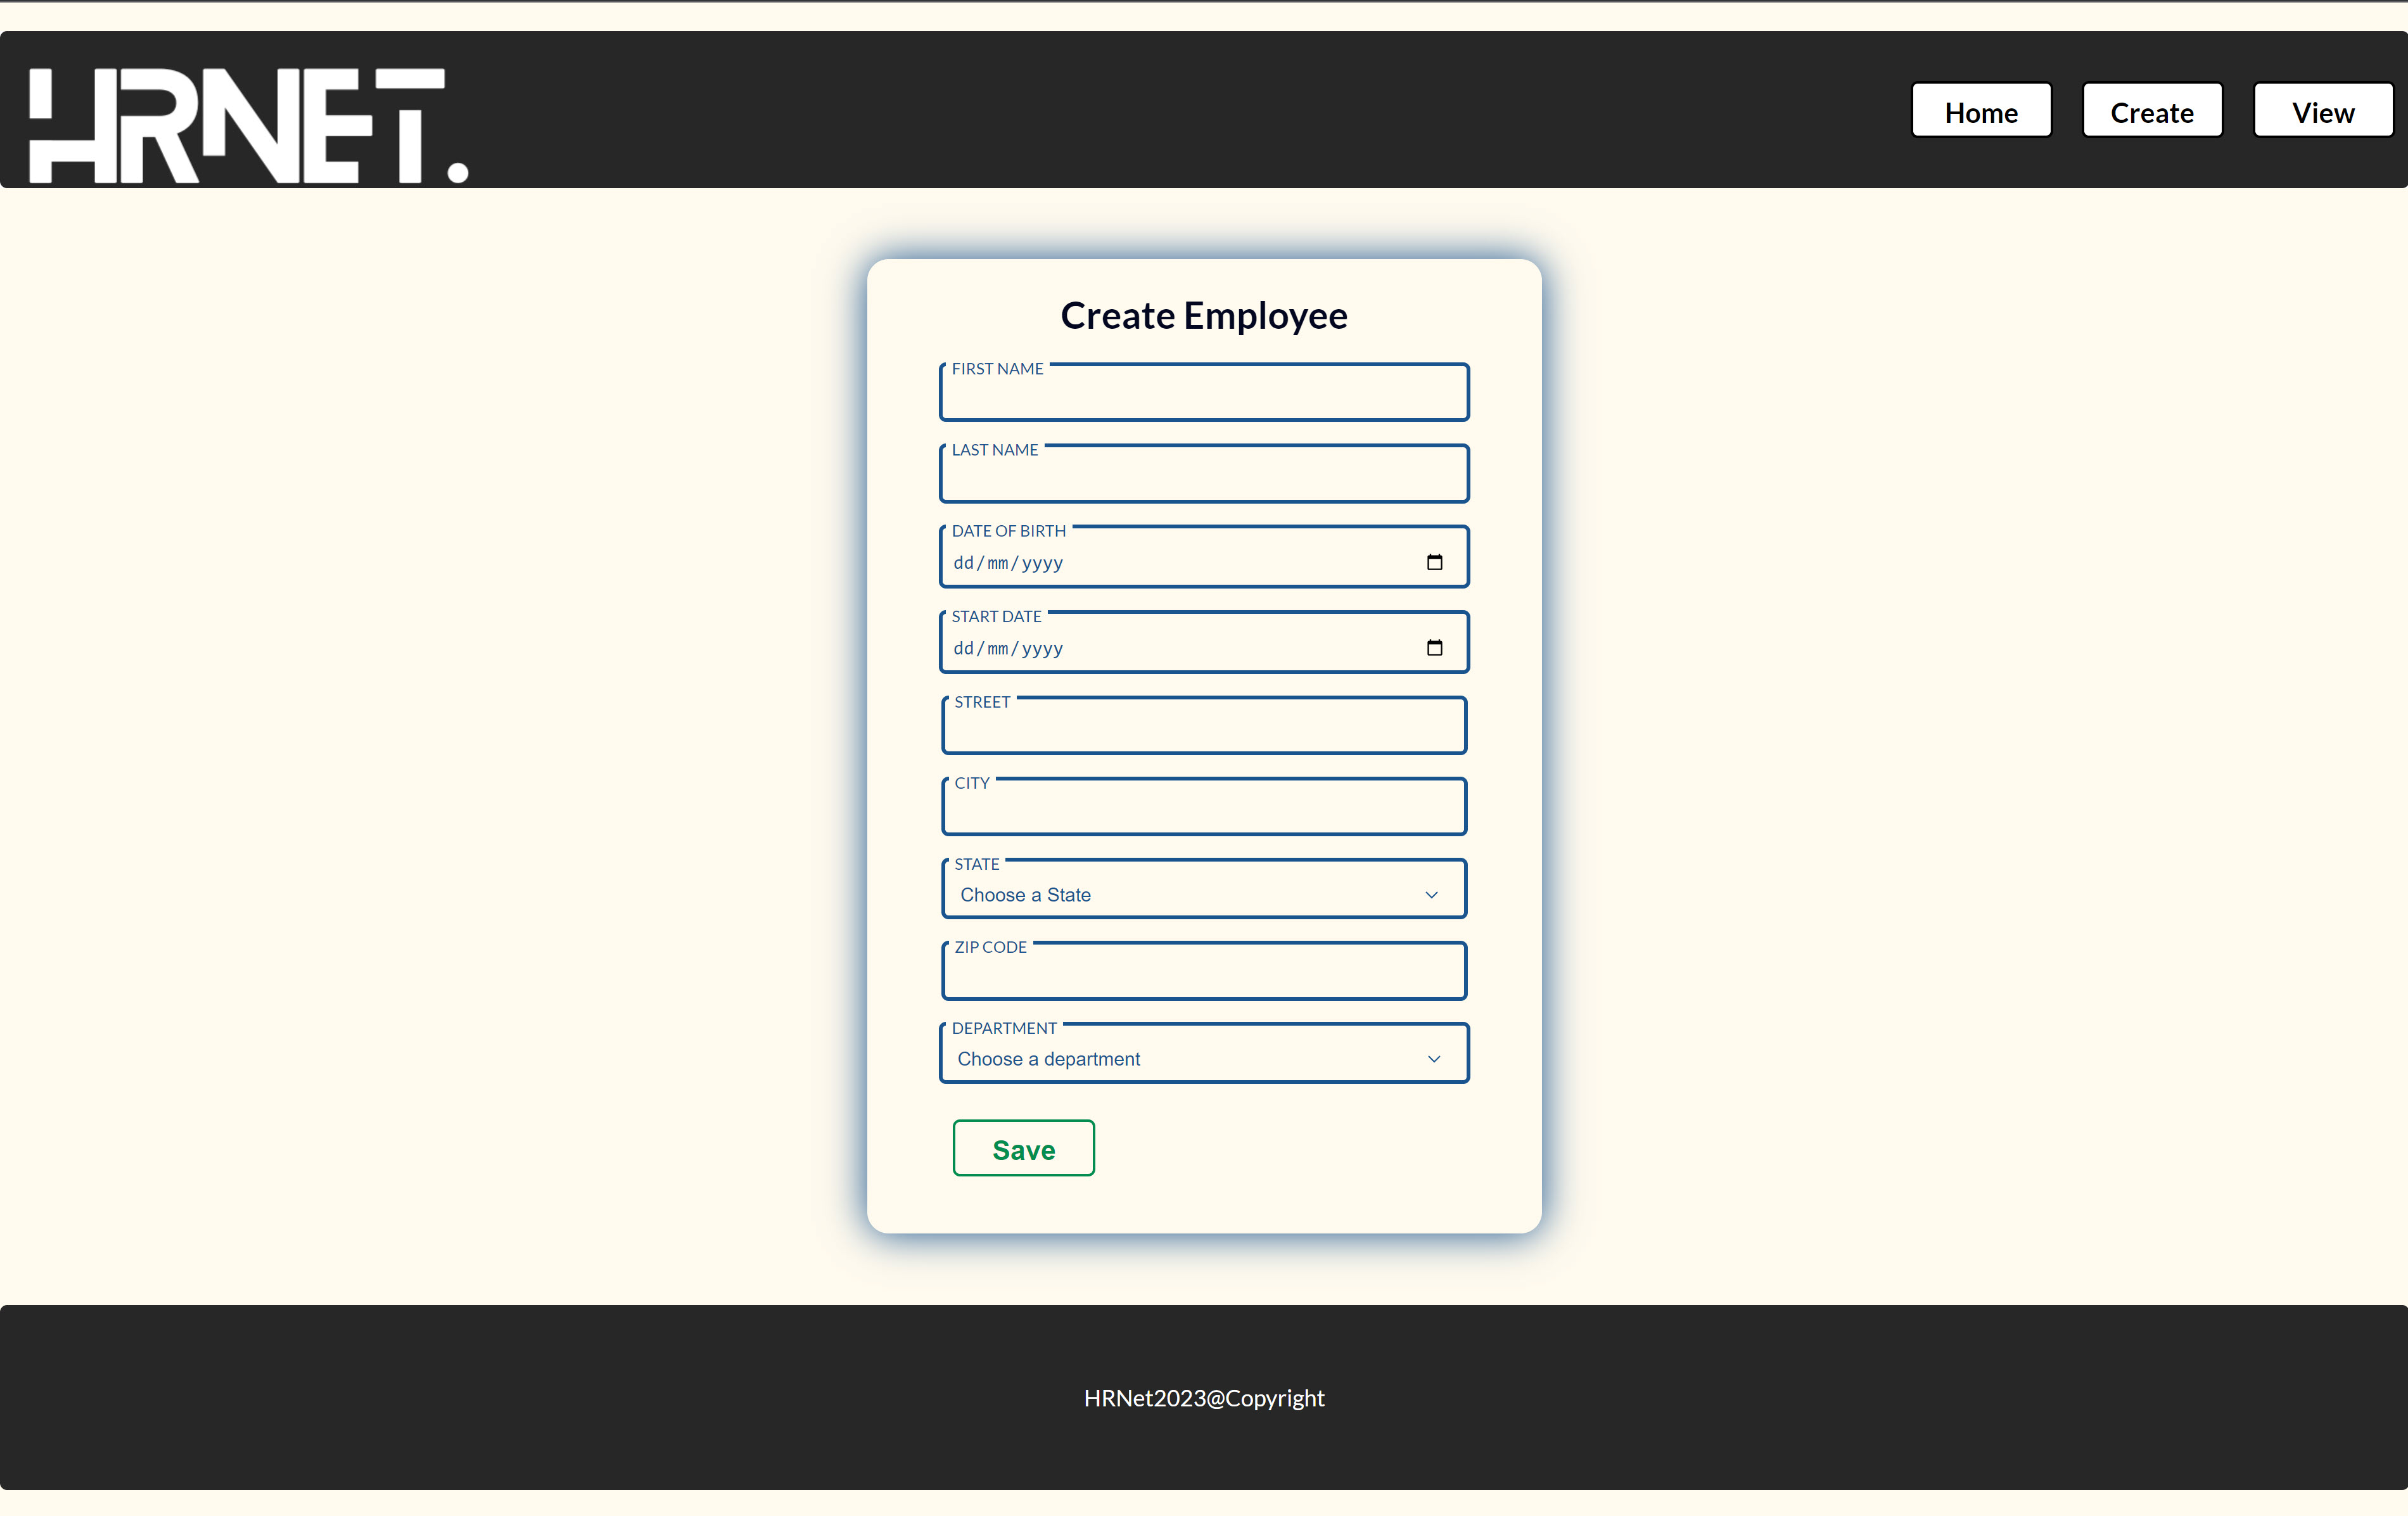 HRNET.
Home Create View
Create Employee
FIRST NAME
LAST NAME
DATE OF BIRTH
dd/mm/yyyy
START DATE
dd/mm/yyyy
STREET
CITY
STATE
Choose a State
ZIP CODE
DEPARTMENT
Choose a department
Save
HRNet2023@Copyright